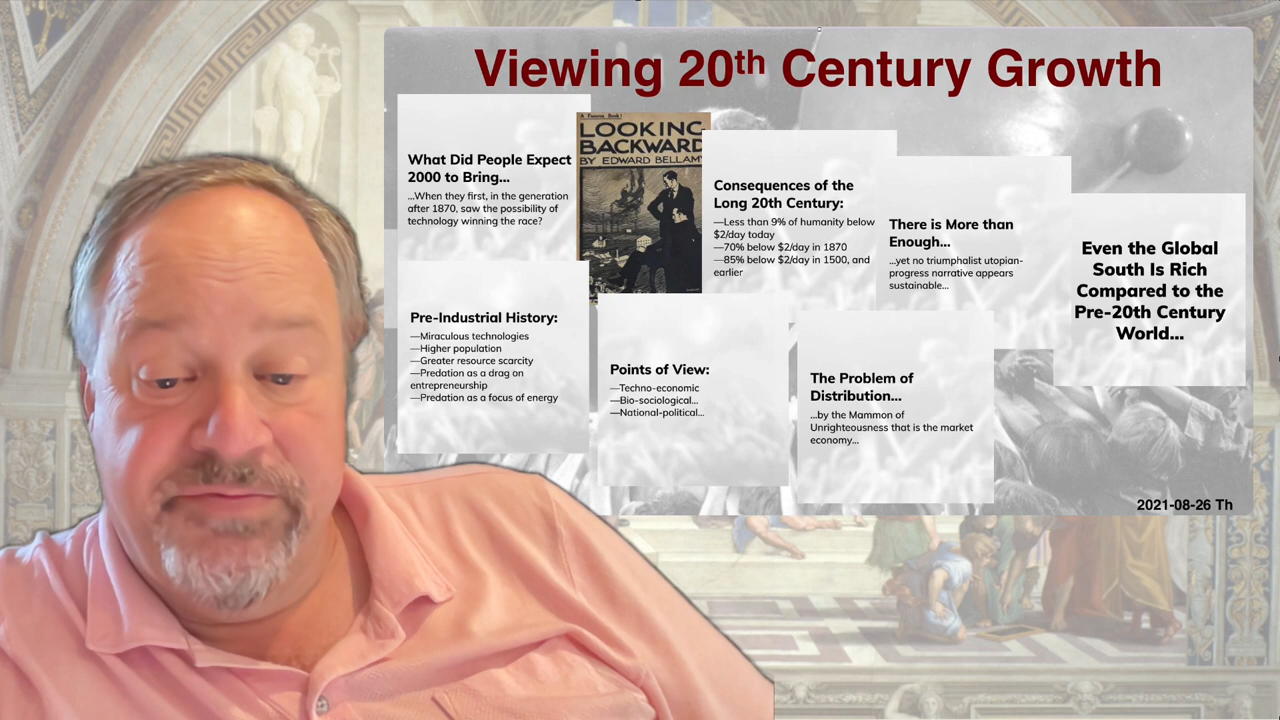 Viewing 20th Century Growth
What Did People Expect
2000 to Bring...
...When they first, in the generation
after 1870, saw the possibility of
technology winning the race?
A Famous Book!
LOOKING
BACKWARD
BY EDWARD BELLAMY
Consequences of the
Long 20th Century:
—Less than 9% of humanity below
$2/day today
—70% below $2/day in 1870
—85% below $2/day in 1500, and
earlier
There is More than
Enough...
...yet no triumphalist utopian-
progress narrative appears
sustainable...
Even the Global
South Is Rich
Compared to the
Pre-20th Century
World...
Pre-Industrial History:
—Miraculous technologies
—Higher population
—Greater resource scarcity
—Predation as a drag on
entrepreneurship
—Predation as a focus of energy
Points of View:
—Techno-economic
—Bio-sociological...
—National-political...
The Problem of
Distribution...
...by the Mammon of
Unrighteousness that is the market
economy...
2021-08-26 Th